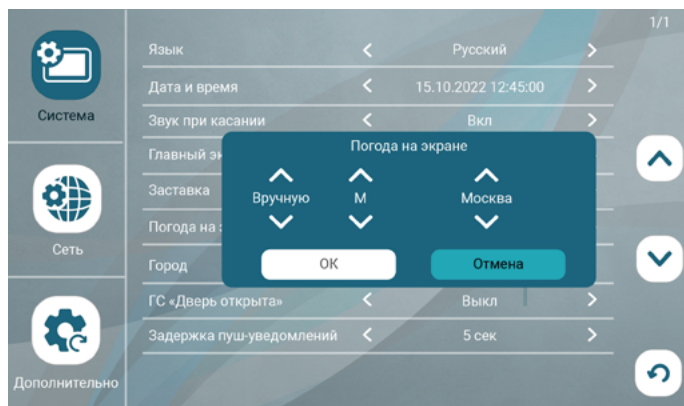 1/1
Система
Сеть
Дополнительно
Язык
Русский
Дата и время
15.10.2022 12:45:00
Звук при касании
Вкл
Главный
Заставка
Погода на
Город
ГС «Дверь открыта»
Выкл
Задержка пуш-уведомлений
5 сек
Погода на экране
Вручную М Москва
ОК Отмена